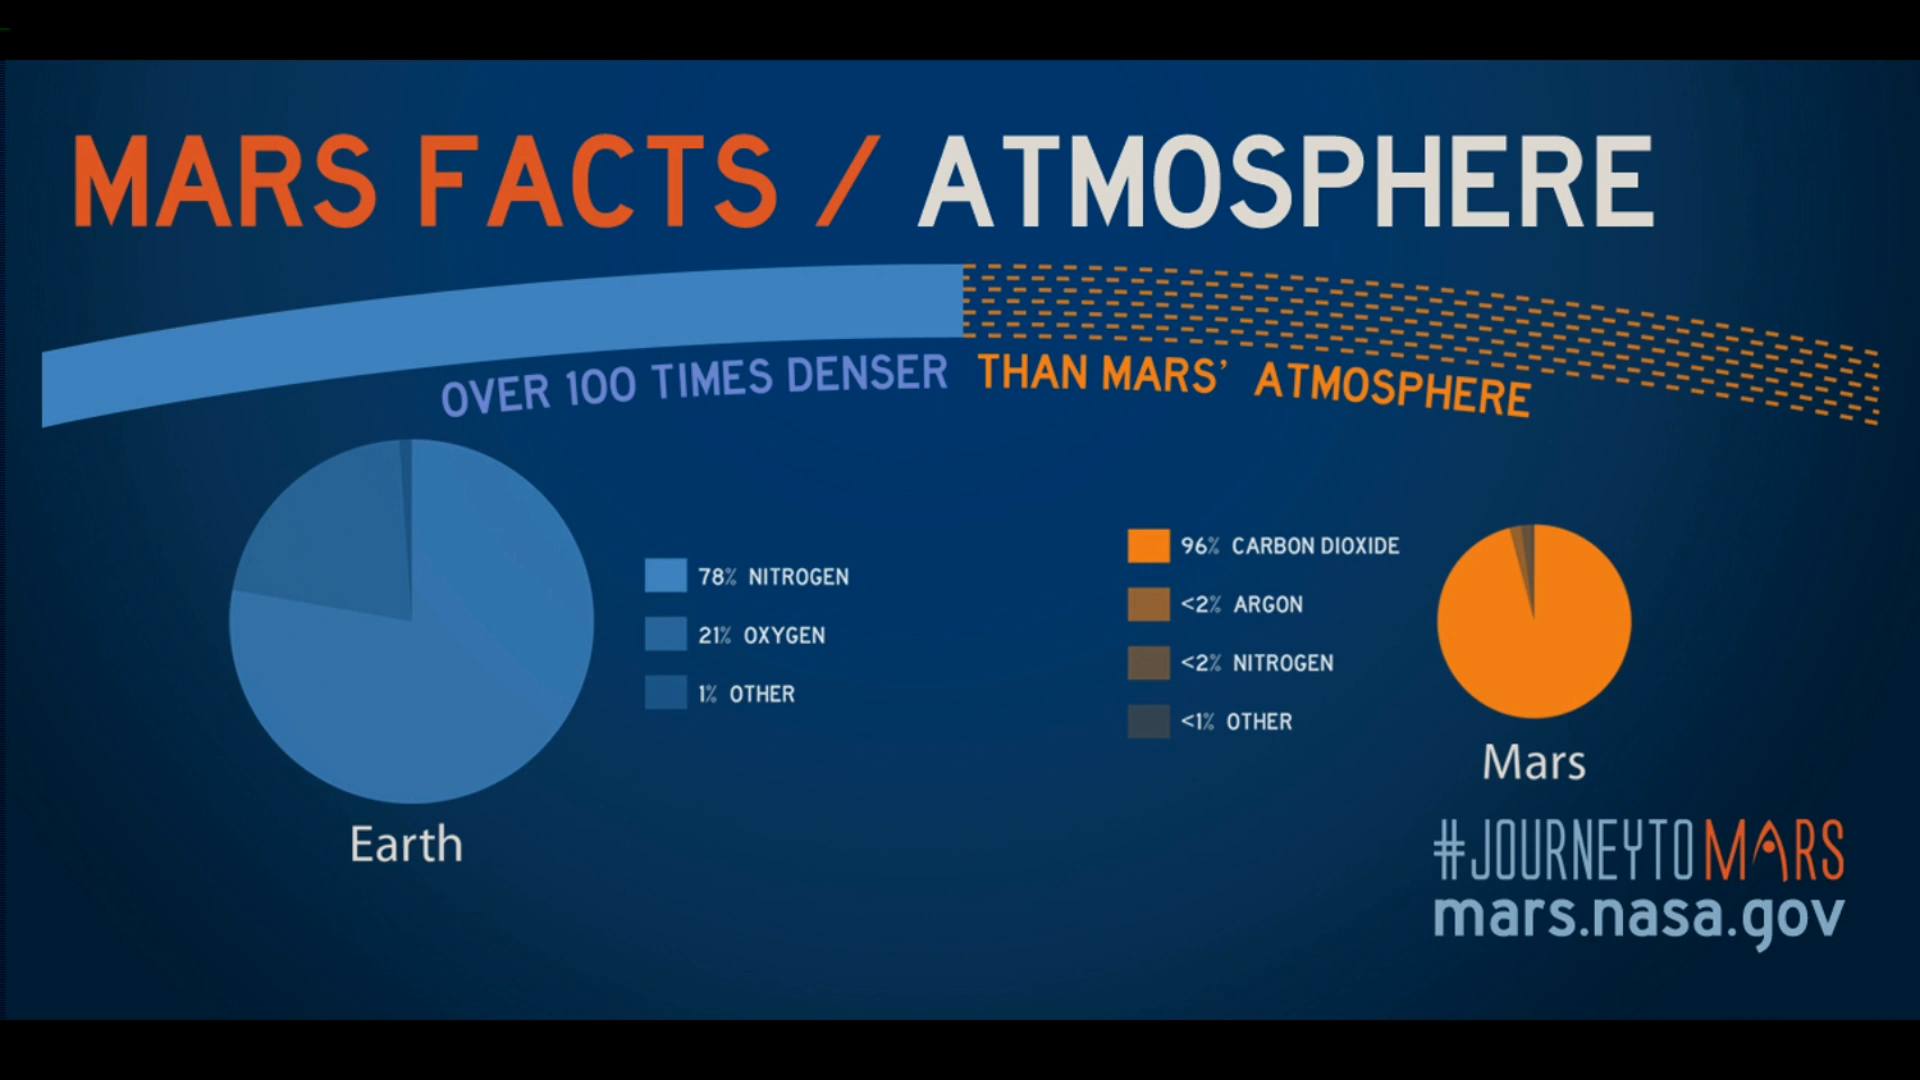 MARS FACTS / ATMOSPHERE
OVER 100 TIMES DENSER THAN MARS' ATMOSPHERE
78% NITROGEN
21% OXYGEN
1% OTHER
Earth
96% CARBON DIOXIDE
<2% ARGON
<2% NITROGEN
<1% OTHER
Mars
#JOURNEYTOMARS
mars.nasa.gov